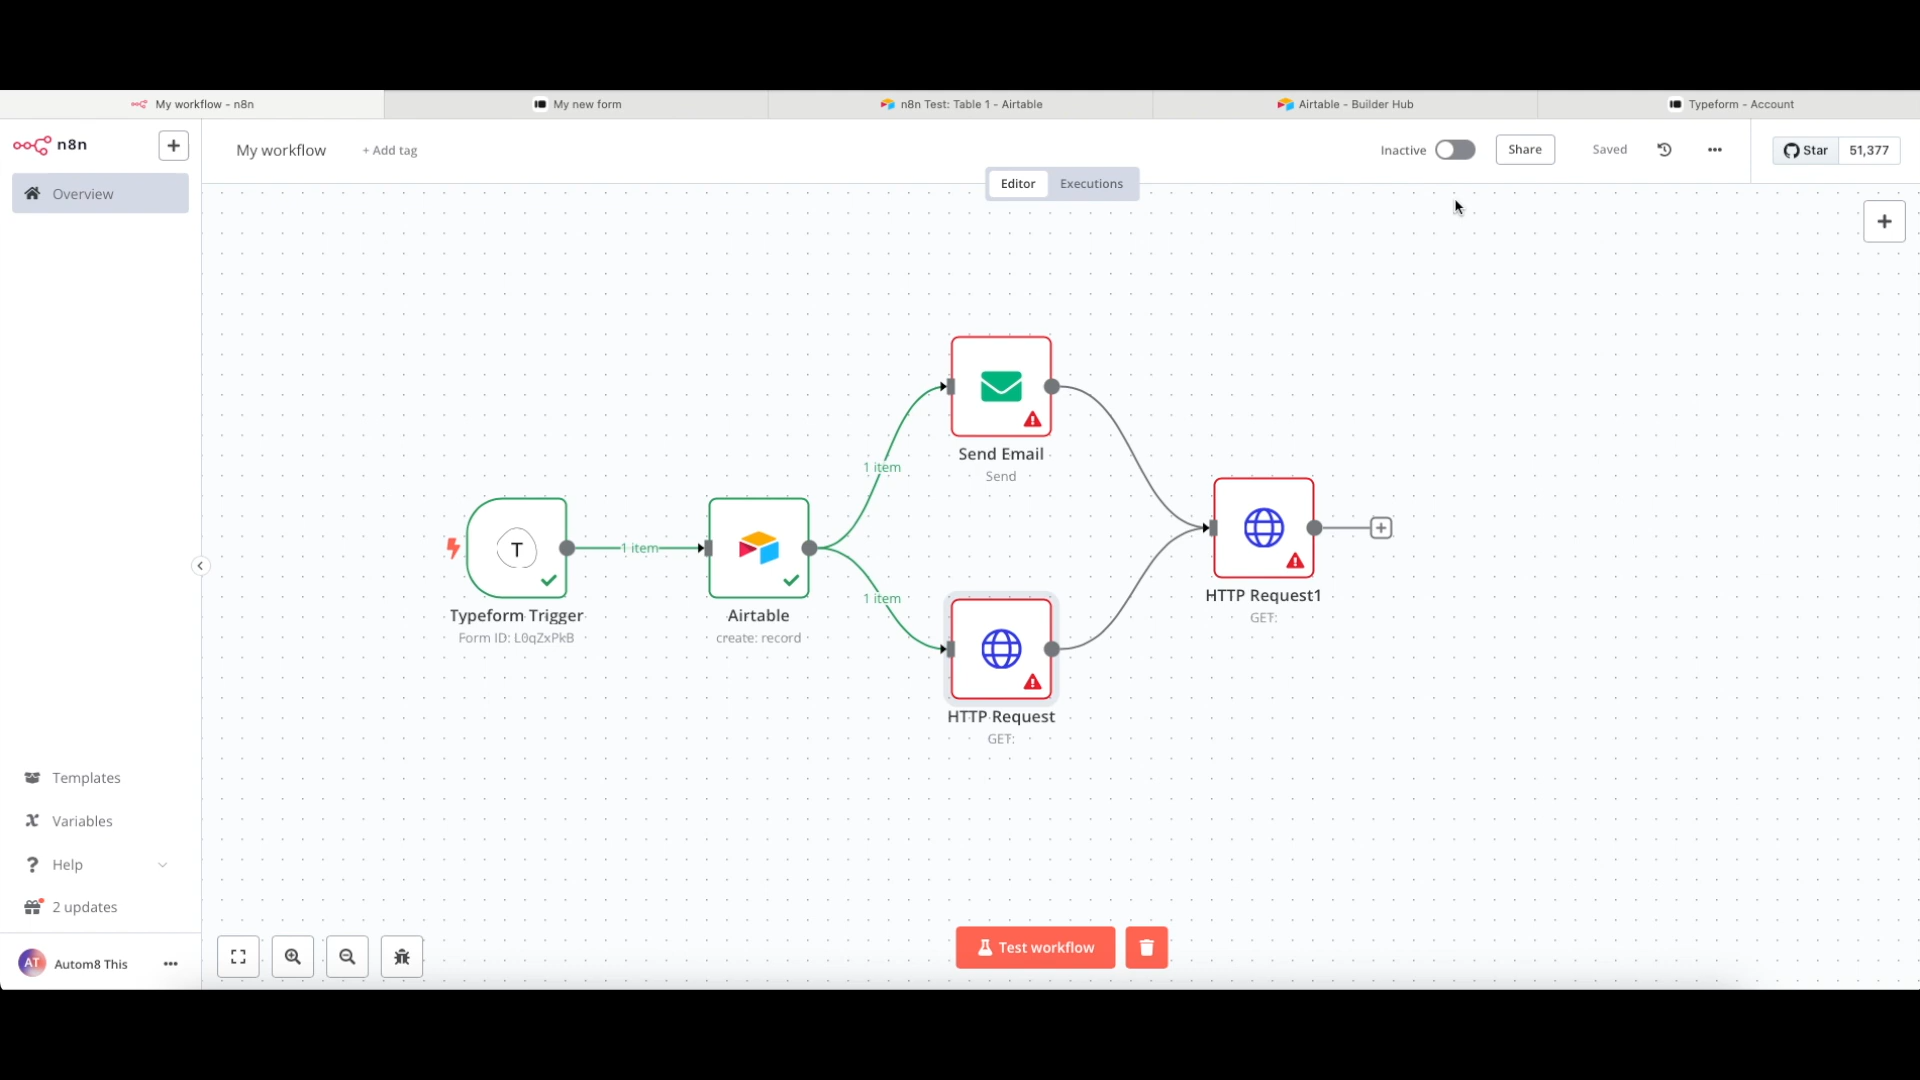 My workflow - n8n
My new form
n8n Test: Table 1 - Airtable
Airtable - Builder Hub
Typeform - Account
n8n
+
My workflow
+ Add tag
Inactive
Share
Saved
...
Star
51,377
Overview
Editor
Executions
+
Send Email
Send
1 item
T
1 item
Typeform Trigger
Form ID: L0qZxPkB
Airtable
create: record
1 item
HTTP Request1
GET:
+
HTTP Request
GET:
Templates
Variables
? Help
2 updates
AT
Autom8 This
...
Test workflow